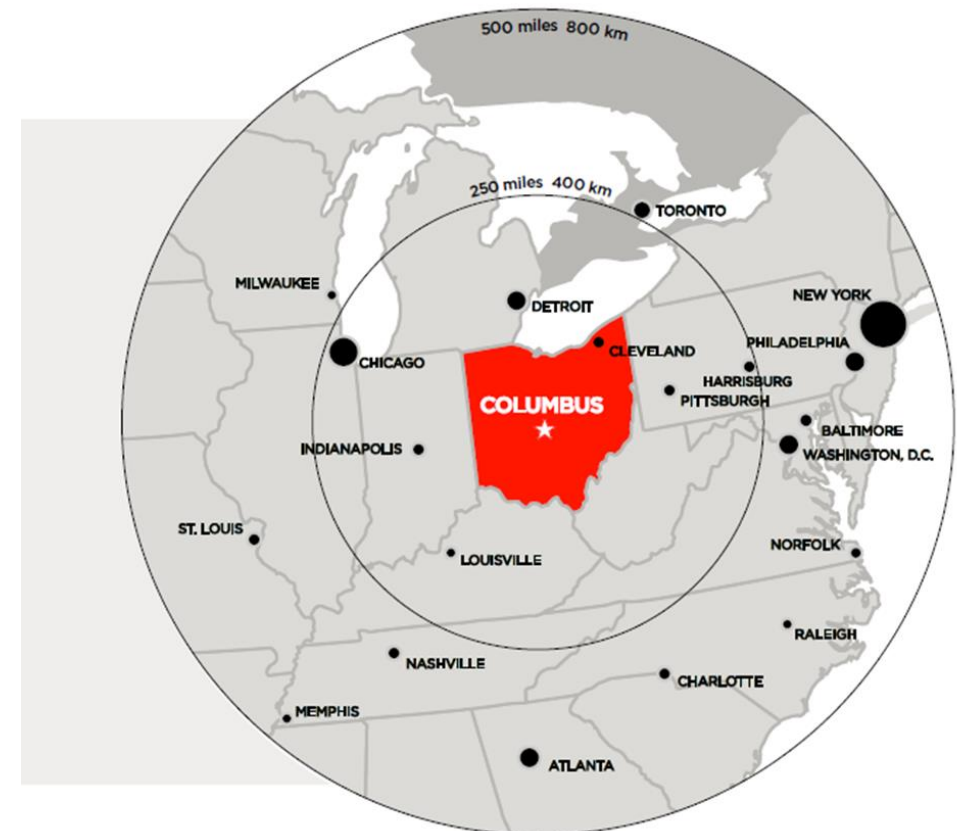 500 miles 800 km
250 miles 400 km
TORONTO
MILWAUKEE
NEW YORK
DETROIT
PHILADELPHIA
CLEVELAND
CHICAGO
HARRISBURG
PITTSBURGH
COLUMBUS
BALTIMORE
INDIANAPOLIS
WASHINGTON, D.C.
ST. LOUIS
NORFOLK
LOUISVILLE
RALEIGH
NASHVILLE
CHARLOTTE
MEMPHIS
ATLANTA